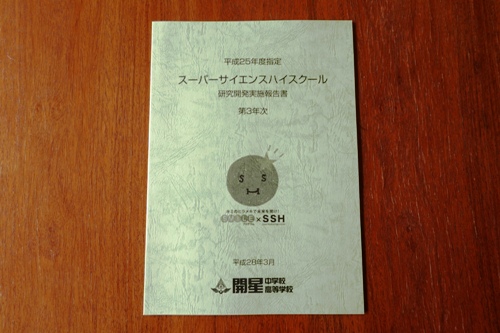 平成25年度指定
スーパーサイエンスハイスクール
研究開発実施報告書
第3年次
S S
×SSH
平成28年3月
開星 中学校
高等学校